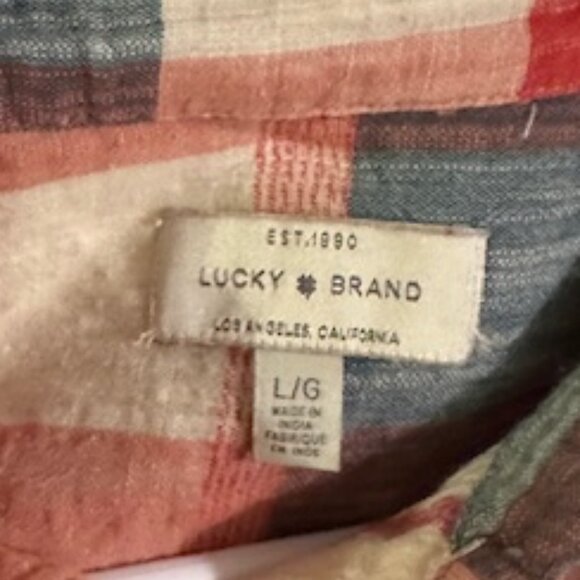 EST.1990
LUCKY BRAND
LOS ANGELES, CALIFORNIA
L/G
MADE IN
INDIA
FABRIQUE
EN INDE